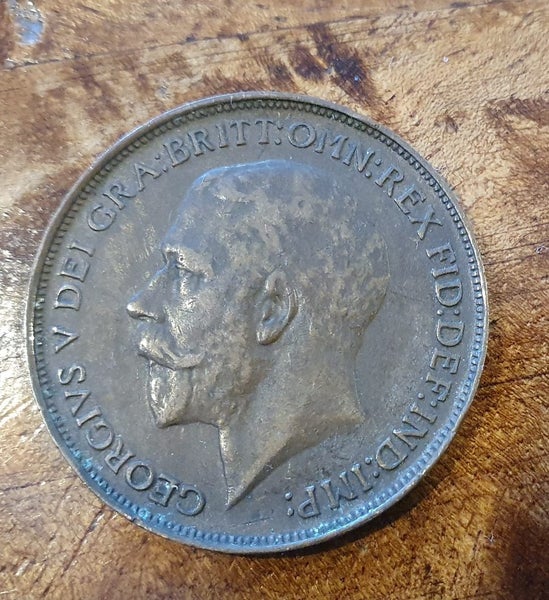 GEORGIVS V DEI GRA:BRITT:OMN:REX FID:DEF:IND:IMP: